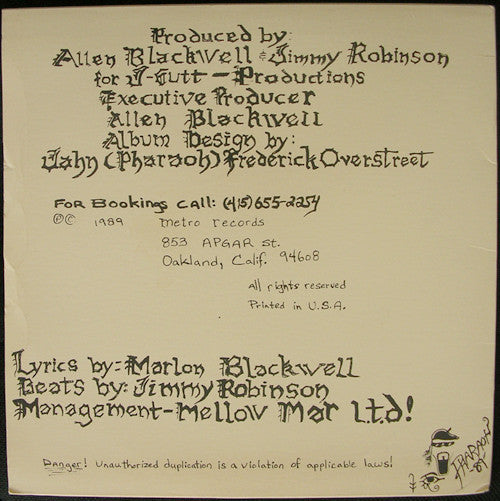 Produced by:
Allen Blackwell & Jimmy Robinson
for J-Cutt - Productions
Executive Producer
Allen Blackwell
Album Design by:
Jahn (Pharaoh) Frederick Overstreet
For Bookings call: (415) 655-2254
©℗ 1989 metro records
853 APGAR st.
Oakland, Calif. 94608
All rights reserved
Printed in U.S.A.
Lyrics by:- Marlon Blackwell
Beats by: Jimmy Robinson
Management - Mellow Mar Ltd!
Danger! Unauthorized duplication is a violation of applicable laws!
PHARAOH
89